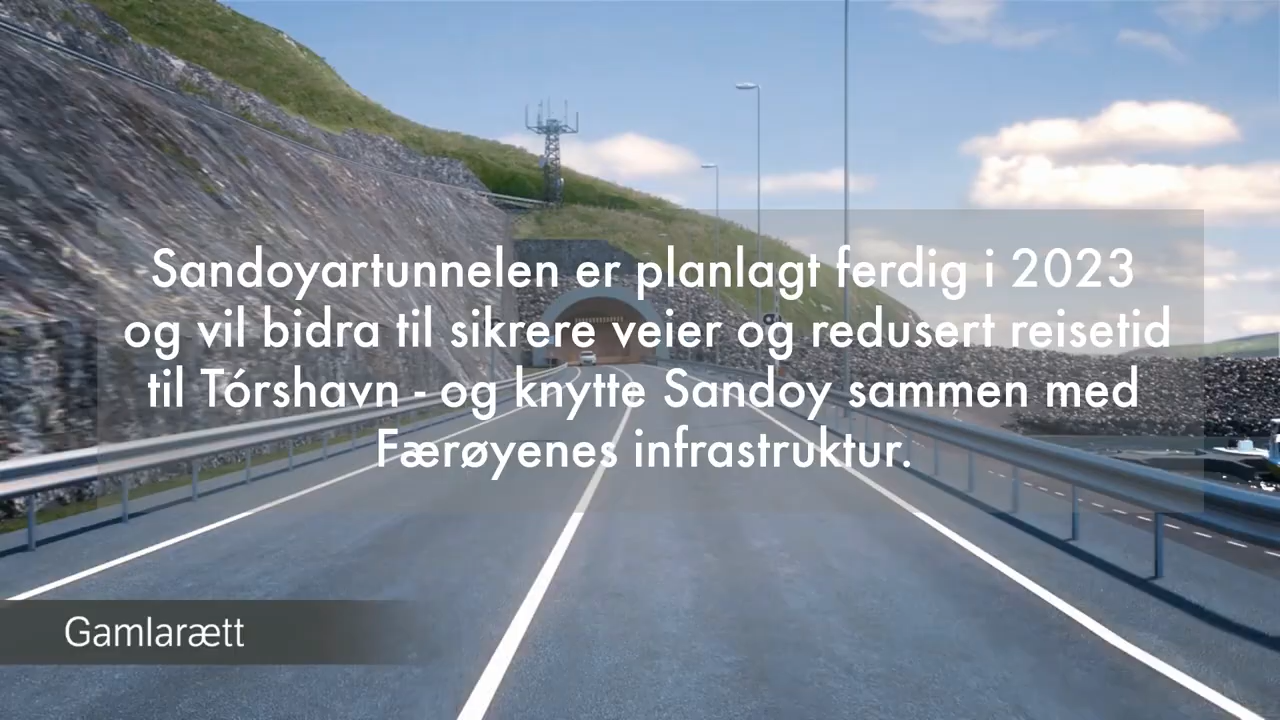 Sandoyartunnelen er planlagt ferdig i 2023
og vil bidra til sikrere veier og redusert reisetid
til Tórshavn - og knytte Sandoy sammen med
Færøyenes infrastruktur.
Gamlarætt